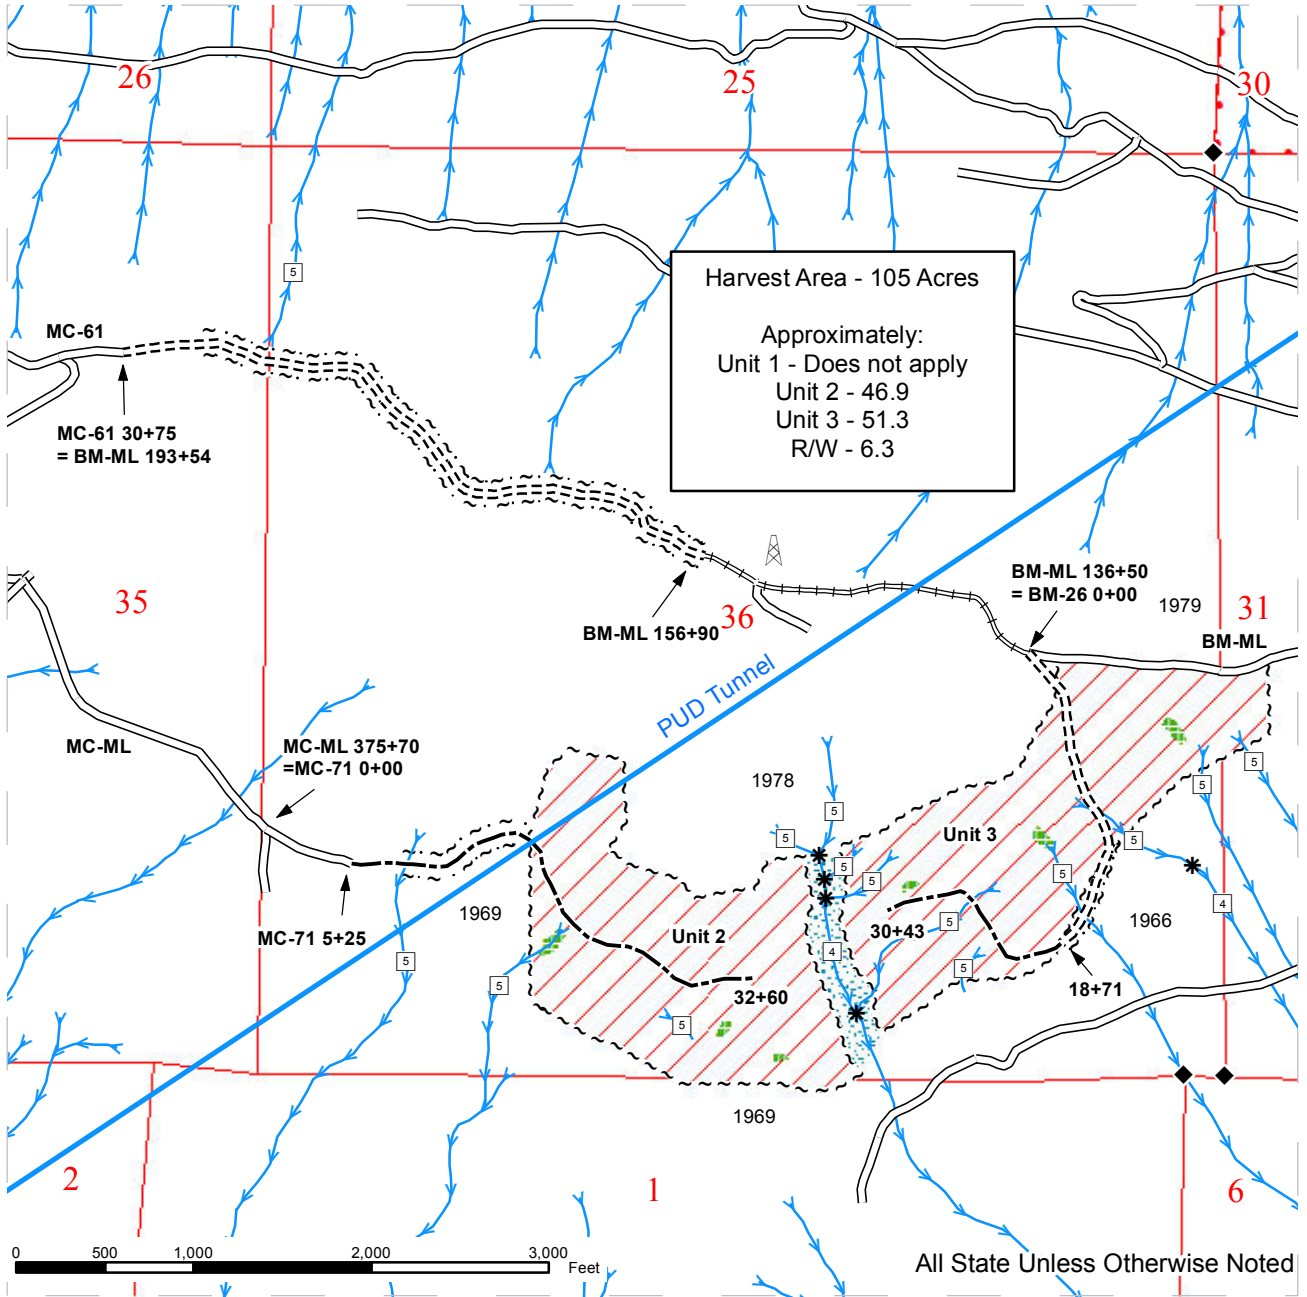 26
25
30
5
Harvest Area - 105 Acres
Approximately:
Unit 1 - Does not apply
Unit 2 - 46.9
Unit 3 - 51.3
R/W - 6.3
MC-61
MC-61 30+75
= BM-ML 193+54
35
36
31
BM-ML 156+90
BM-ML 136+50
= BM-26 0+00
1979
BM-ML
PUD Tunnel
MC-ML
MC-ML 375+70
=MC-71 0+00
1978
5
5
5
5
5
5
Unit 3
5
5
4
1969
MC-71 5+25
Unit 2
30+43
5
1966
5
5
4
5
18+71
32+60
5
1969
2
1
6
0
500
1,000
2,000
3,000
Feet
All State Unless Otherwise Noted